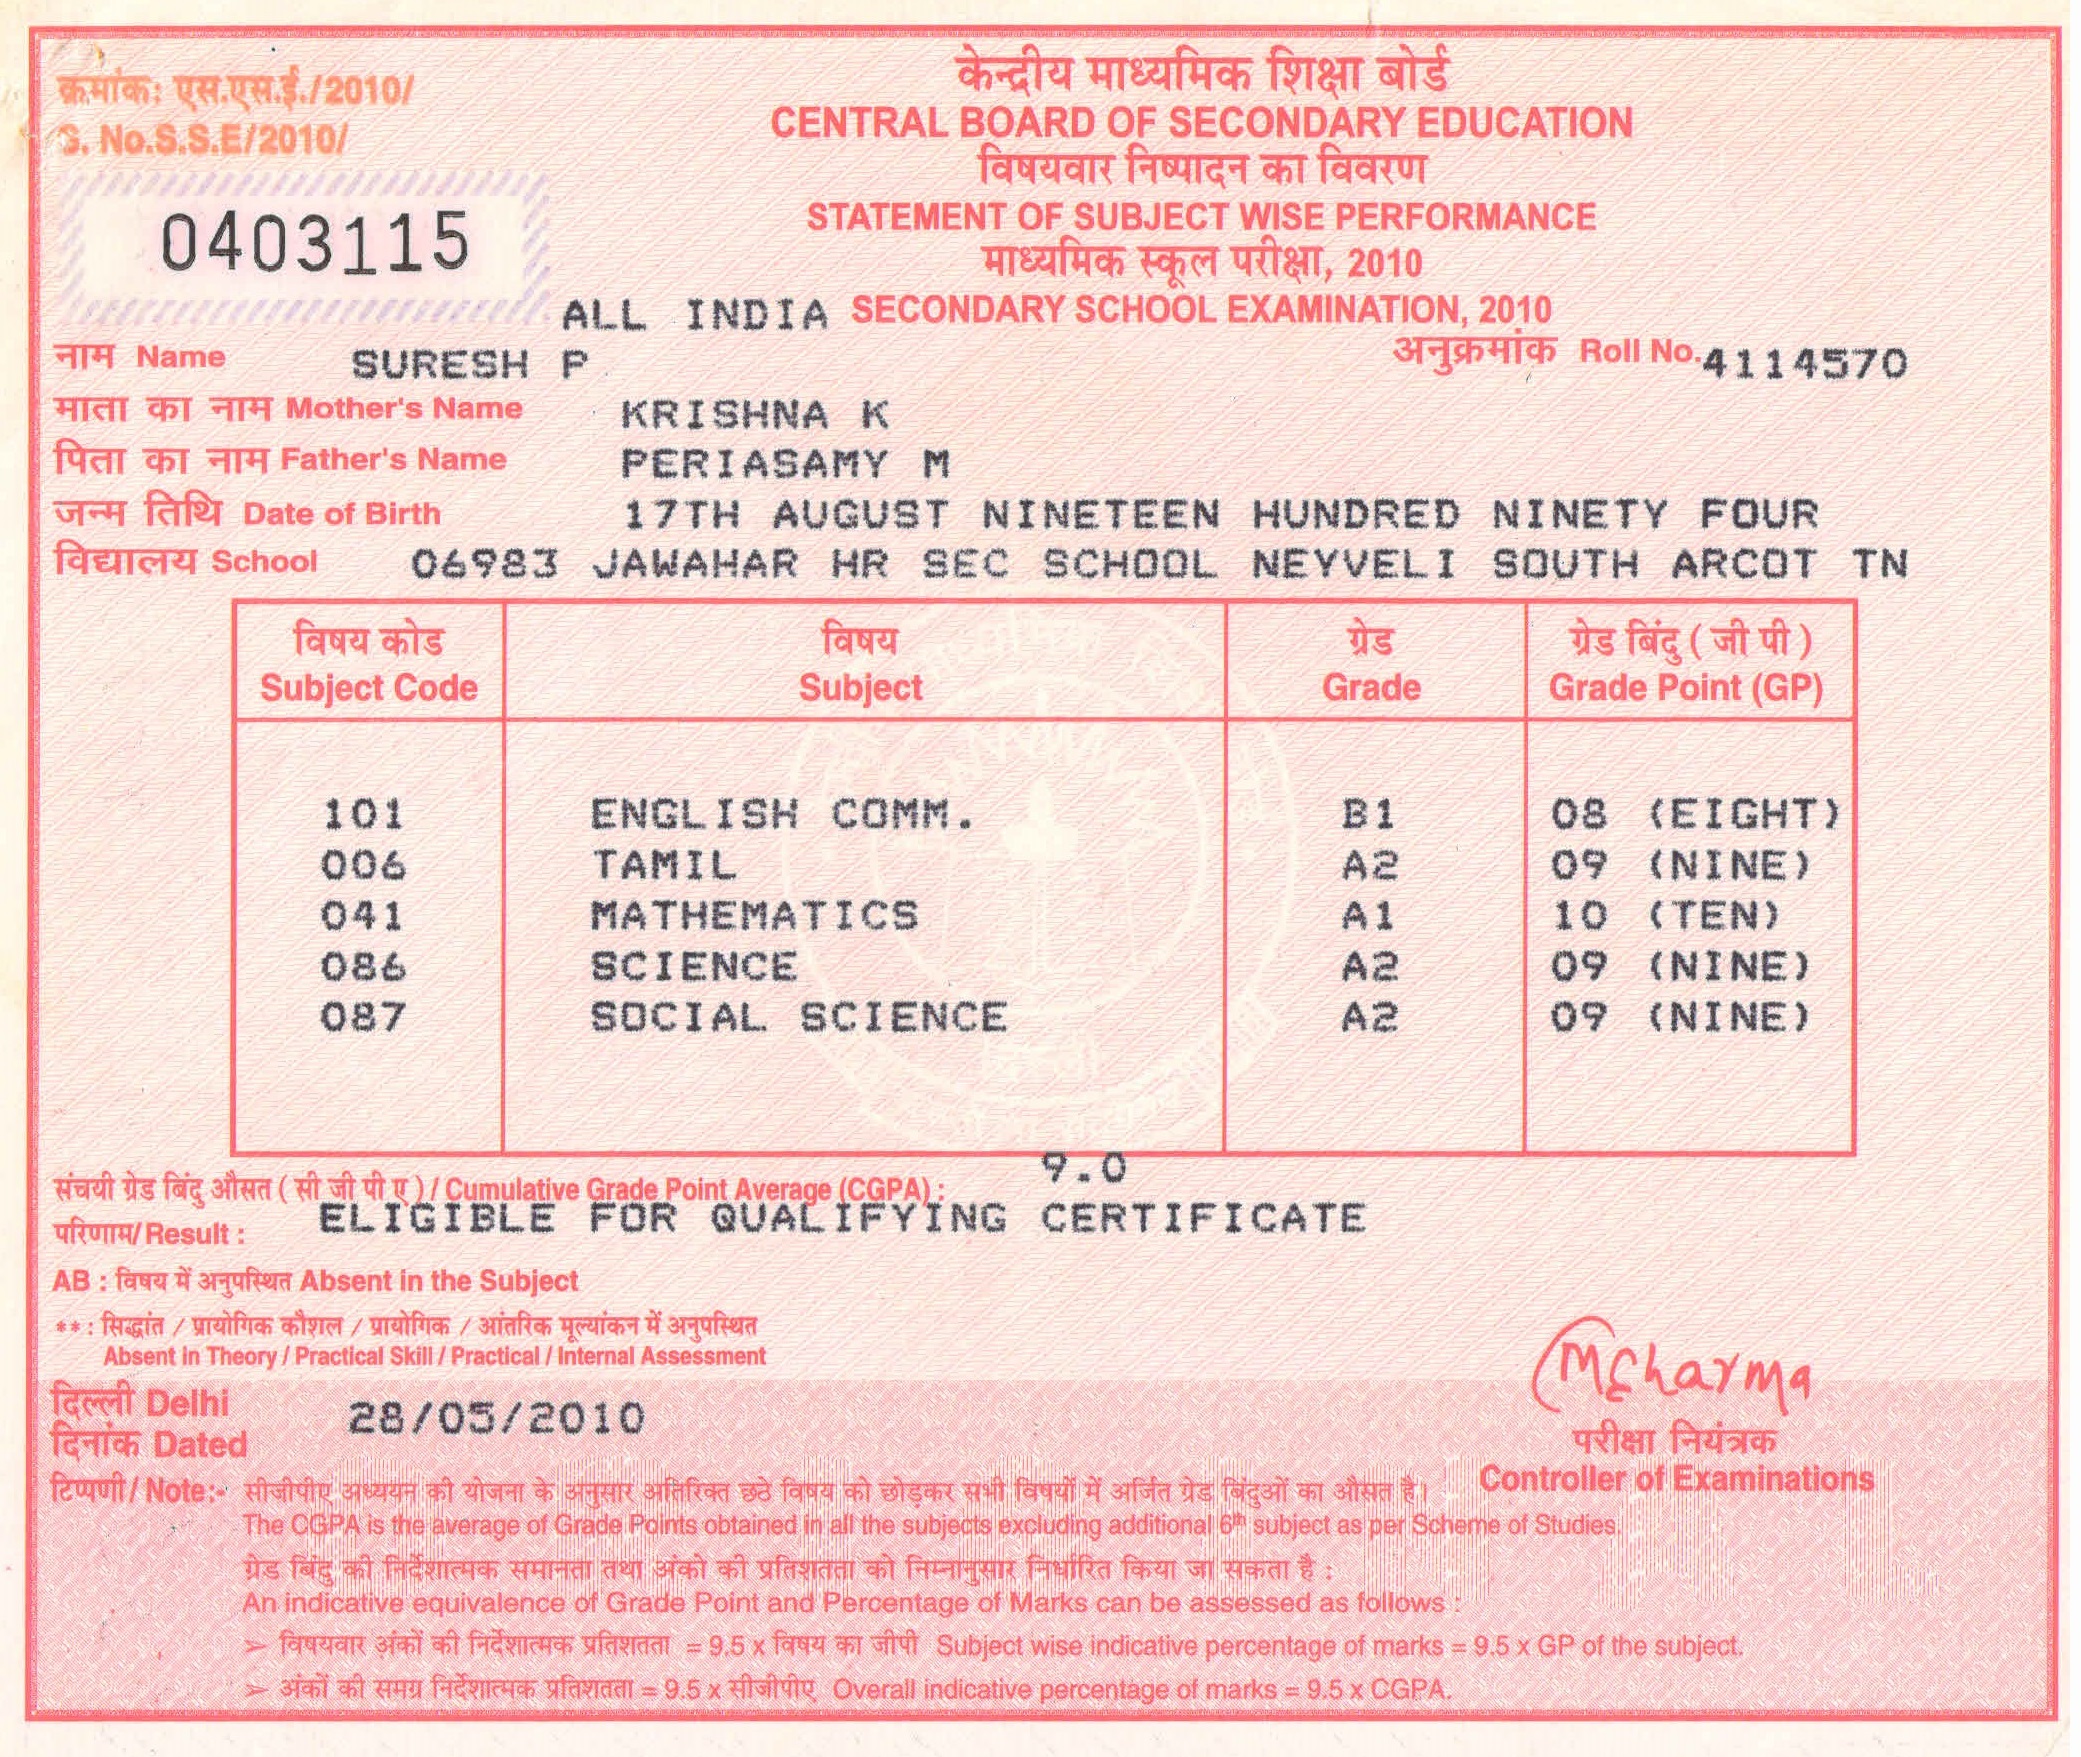 क्रमांक: एस.एस.ई./2010/
S. No.S.S.E/2010/
0403115
केन्द्रीय माध्यमिक शिक्षा बोर्ड
CENTRAL BOARD OF SECONDARY EDUCATION
विषयवार निष्पादन का विवरण
STATEMENT OF SUBJECT WISE PERFORMANCE
माध्यमिक स्कूल परीक्षा, 2010
ALL INDIA SECONDARY SCHOOL EXAMINATION, 2010
नाम Name SURESH P अनुक्रमांक Roll No. 4114570
माता का नाम Mother's Name KRISHNA K
पिता का नाम Father's Name PERIASAMY M
जन्म तिथि Date of Birth 17TH AUGUST NINETEEN HUNDRED NINETY FOUR
विद्यालय School 06983 JAWAHAR HR SEC SCHOOL NEYVELI SOUTH ARCOT TN
विषय कोड विषय ग्रेड ग्रेड बिंदु ( जी पी )
Subject Code Subject Grade Grade Point (GP)
101 ENGLISH COMM. B1 08 (EIGHT)
006 TAMIL A2 09 (NINE)
041 MATHEMATICS A1 10 (TEN)
086 SCIENCE A2 09 (NINE)
087 SOCIAL SCIENCE A2 09 (NINE)
संचयी ग्रेड बिंदु औसत ( सी जी पी ए ) / Cumulative Grade Point Average (CGPA) : 9.0
परिणाम/ Result : ELIGIBLE FOR QUALIFYING CERTIFICATE
AB : विषय में अनुपस्थित Absent in the Subject
** : सिद्धांत / प्रायोगिक कौशल / प्रायोगिक / आंतरिक मूल्यांकन में अनुपस्थित
Absent in Theory / Practical Skill / Practical / Internal Assessment
दिल्ली Delhi
दिनांक Dated 28/05/2010
MSharma
परीक्षा नियंत्रक
Controller of Examinations
टिप्पणी / Note:- सीजीपीए अध्ययन की योजना के अनुसार अतिरिक्त छठे विषय को छोड़कर सभी विषयों में अर्जित ग्रेड बिंदुओं का औसत है।
The CGPA is the average of Grade Points obtained in all the subjects excluding additional 6th subject as per Scheme of Studies.
ग्रेड बिंदु की निर्देशात्मक समानता तथा अंको की प्रतिशतता को निम्नानुसार निर्धारित किया जा सकता है :
An indicative equivalence of Grade Point and Percentage of Marks can be assessed as follows :
➢ विषयवार अंकों की निर्देशात्मक प्रतिशतता = 9.5 x विषय का जीपी Subject wise indicative percentage of marks = 9.5 x GP of the subject.
➢ अंकों की समग्र निर्देशात्मक प्रतिशतता = 9.5 x सीजीपीए Overall indicative percentage of marks = 9.5 x CGPA.